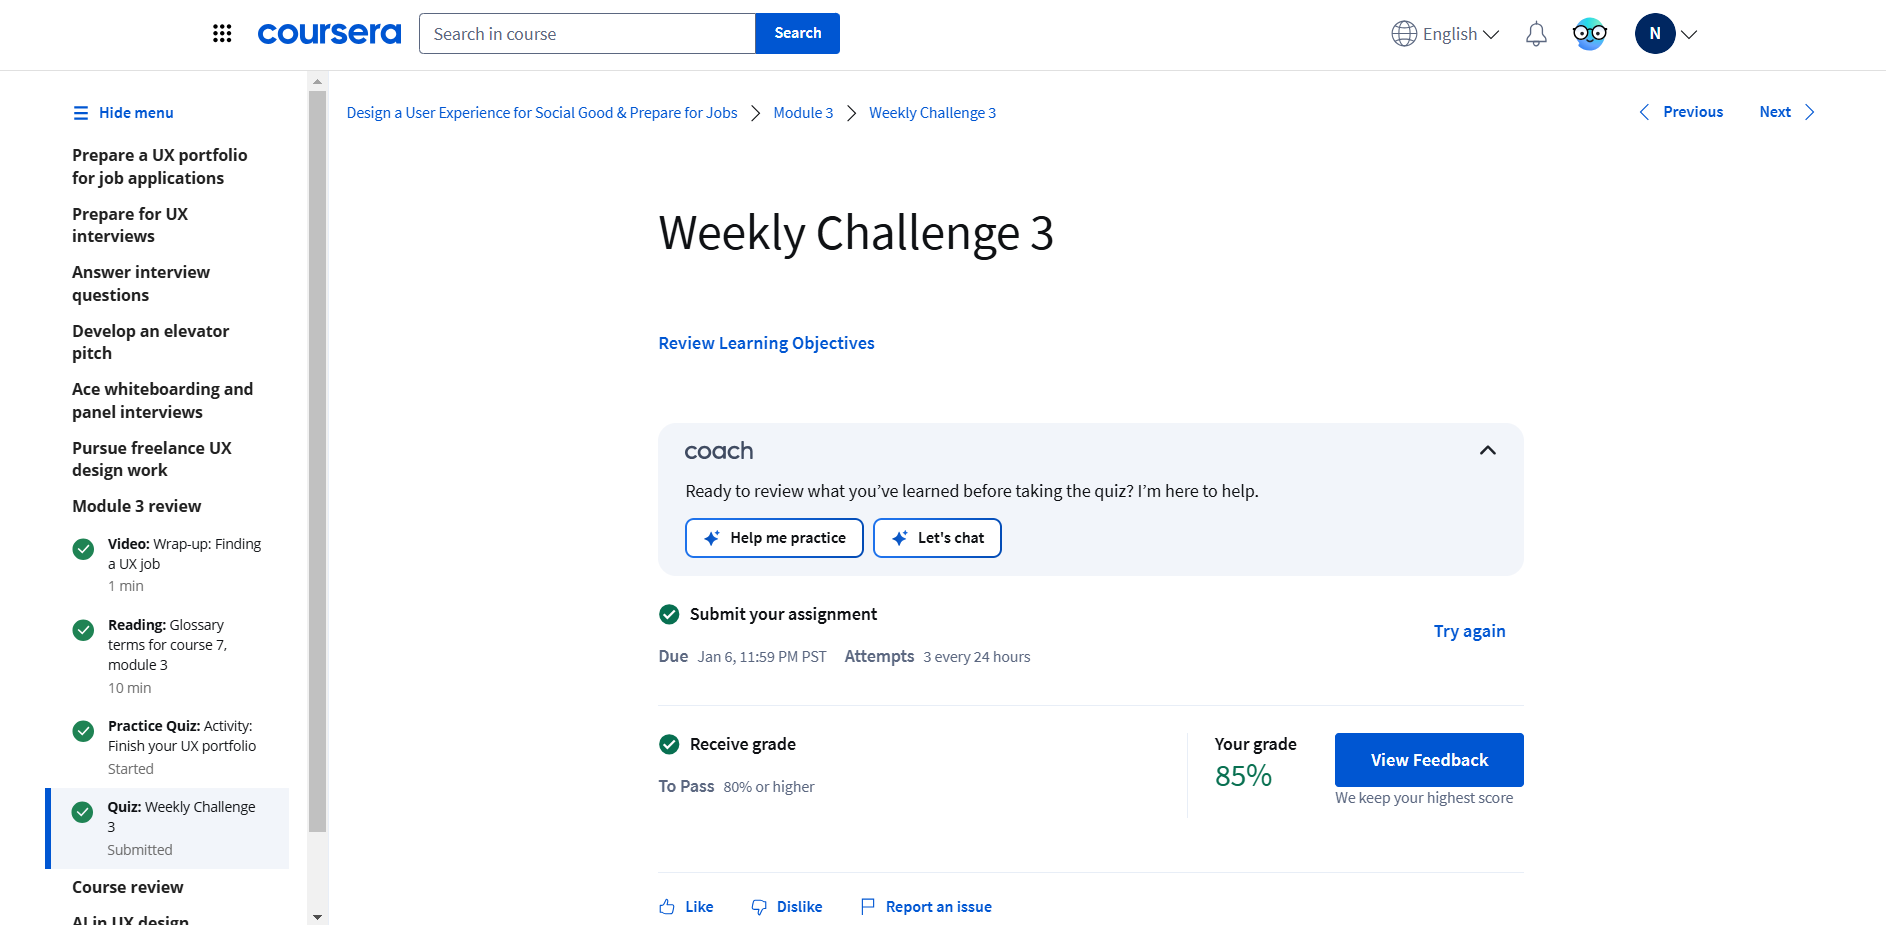 coursera
Search in course
Search
English
N
Hide menu
Prepare a UX portfolio
for job applications
Prepare for UX
interviews
Answer interview
questions
Develop an elevator
pitch
Ace whiteboarding and
panel interviews
Pursue freelance UX
design work
Module 3 review
Video: Wrap-up: Finding
a UX job
1 min
Reading: Glossary
terms for course 7,
module 3
10 min
Practice Quiz: Activity:
Finish your UX portfolio
Started
Quiz: Weekly Challenge
3
Submitted
Course review
AI in UX design
Design a User Experience for Social Good & Prepare for Jobs
Module 3
Weekly Challenge 3
Previous
Next
Weekly Challenge 3
Review Learning Objectives
coach
Ready to review what you’ve learned before taking the quiz? I’m here to help.
Help me practice
Let's chat
Submit your assignment
Due Jan 6, 11:59 PM PST Attempts 3 every 24 hours
Try again
Receive grade
To Pass 80% or higher
Your grade
85%
View Feedback
We keep your highest score
Like
Dislike
Report an issue